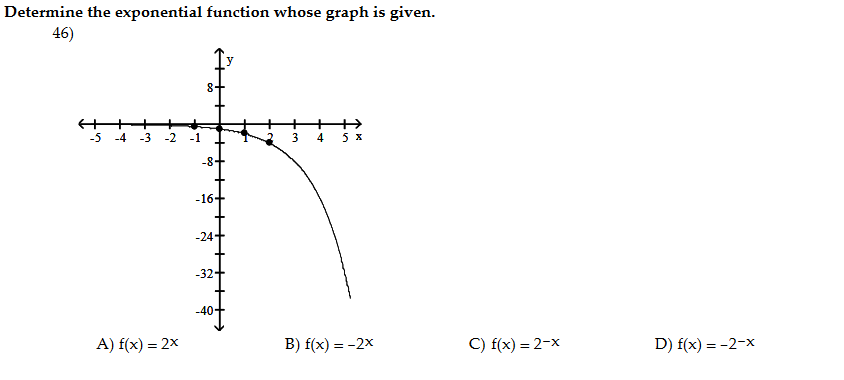 Determine the exponential function whose graph is given.
46)
y
8
-5 -4 -3 -2 -1 1 2 3 4 5 x
-8
-16
-24
-32
-40
A) f(x) = 2ˣ B) f(x) = -2ˣ C) f(x) = 2⁻ˣ D) f(x) = -2⁻ˣ